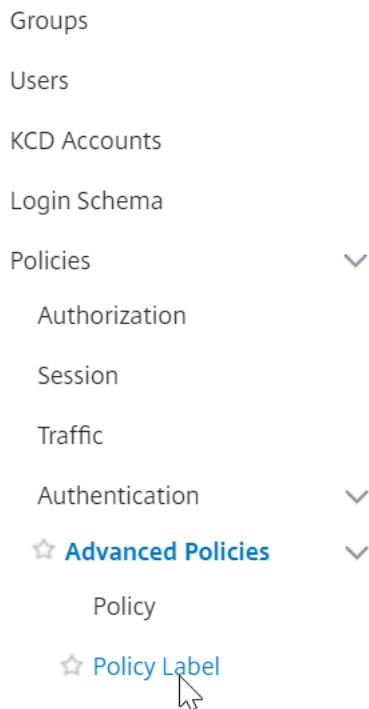 Groups
Users
KCD Accounts
Login Schema
Policies
Authorization
Session
Traffic
Authentication
Advanced Policies
Policy
Policy Label